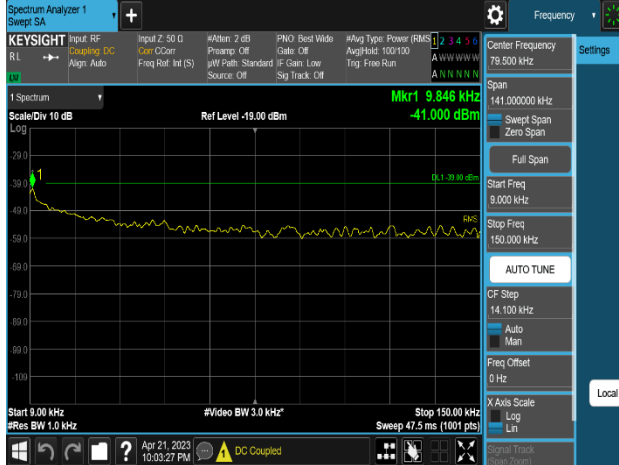 Spectrum Analyzer 1
Swept SA
+
Frequency
KEYSIGHT
RL
Input: RF
Coupling: DC
Align: Auto
Input Z: 50 Ω
Corr CCorr
Freq Ref: Int (S)
#Atten: 2 dB
Preamp: Off
µW Path: Standard
Source: Off
PNO: Best Wide
Gate: Off
IF Gain: Low
Sig Track: Off
#Avg Type: Power (RMS
Avg|Hold: 100/100
Trig: Free Run
1 2 3 4 5 6
A W W W W W
A N N N N N
Center Frequency
79.500 kHz
Settings
Span
141.000000 kHz
Swept Span
Zero Span
Full Span
Start Freq
9.000 kHz
Stop Freq
150.000 kHz
AUTO TUNE
CF Step
14.100 kHz
Auto
Man
Freq Offset
0 Hz
X Axis Scale
Log
Lin
Signal Track
(Span Zoom)
Local
1 Spectrum
Scale/Div 10 dB
Log
Ref Level -19.00 dBm
Mkr1 9.846 kHz
-41.000 dBm
1
DL1 -39.00 dBm
RMS
-29.0
-39.0
-49.0
-59.0
-69.0
-79.0
-89.0
-99.0
-109
Start 9.00 kHz
#Res BW 1.0 kHz
#Video BW 3.0 kHz*
Stop 150.00 kHz
Sweep 47.5 ms (1001 pts)
?
Apr 21, 2023
10:03:27 PM
DC Coupled